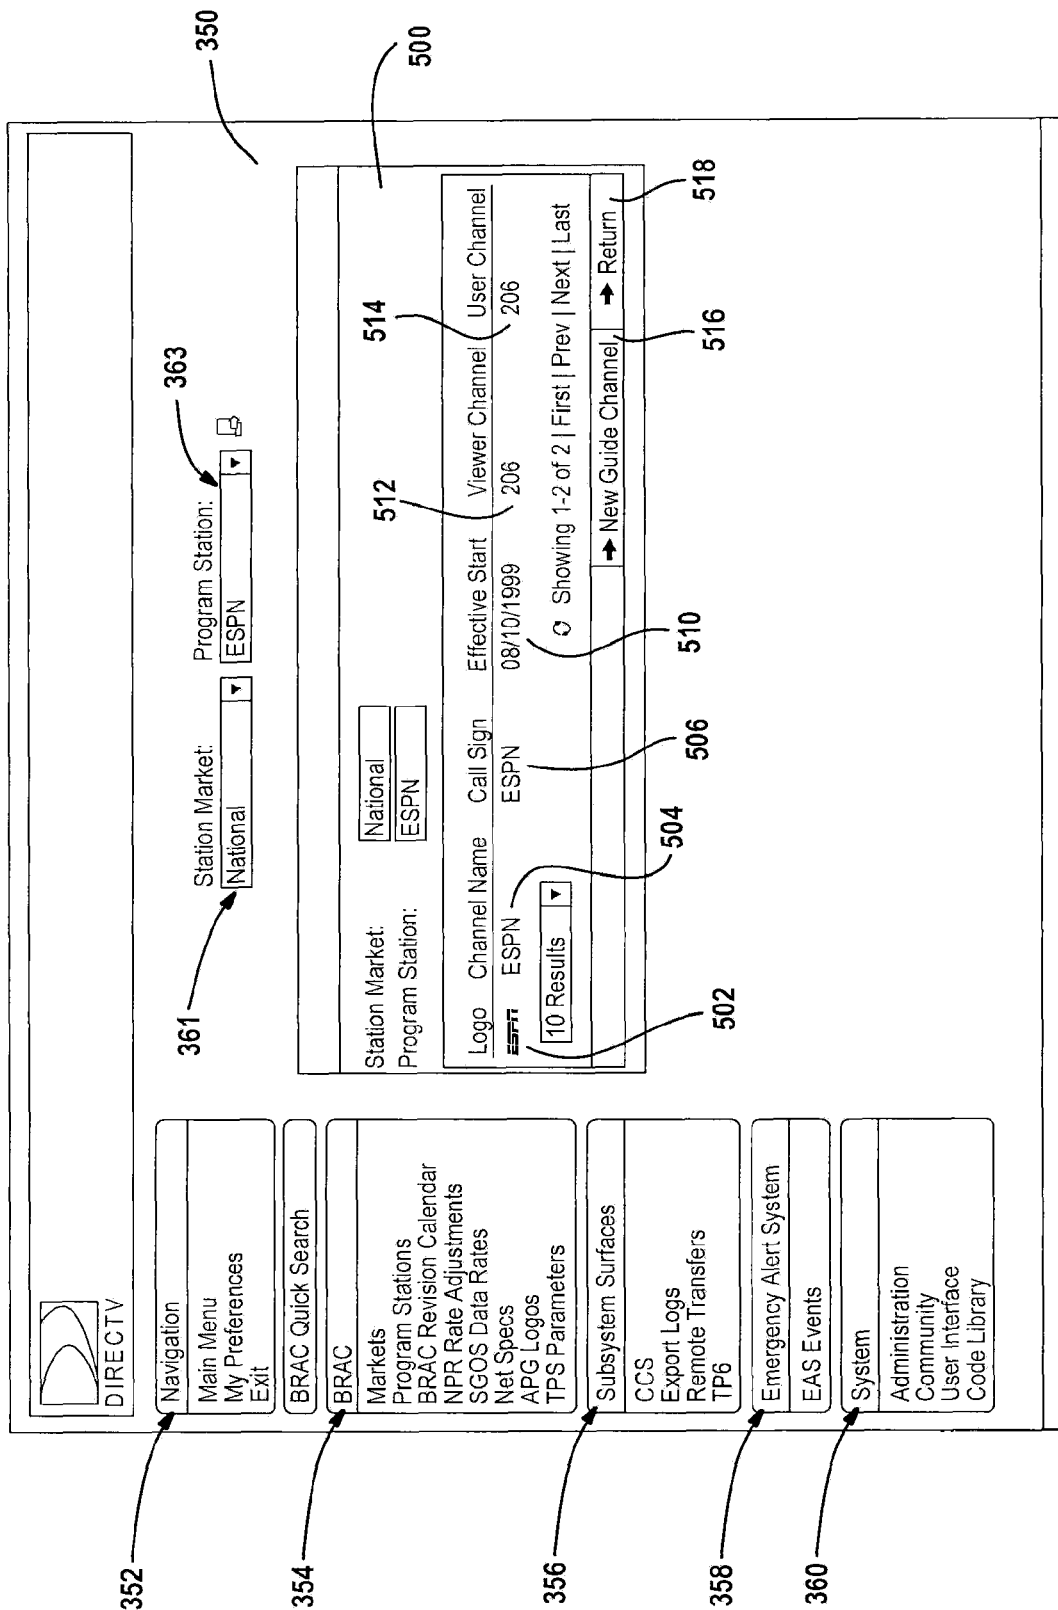 DIRECTV
352
Navigation
Main Menu
My Preferences
Exit
BRAC Quick Search
354
BRAC
Markets
Program Stations
BRAC Revision Calendar
NPR Rate Adjustments
SGOS Data Rates
Net Specs
APG Logos
TPS Parameters
356
Subsystem Surfaces
CCS
Export Logs
Remote Transfers
TP6
358
Emergency Alert System
EAS Events
360
System
Administration
Community
User Interface
Code Library
361
363
350
Station Market: Program Station:
National ESPN
500
Station Market: National
Program Station: ESPN
512 514
Logo Channel Name Call Sign Effective Start Viewer Channel User Channel
ESPN ESPN ESPN 08/10/1999 206 206
10 Results Showing 1-2 of 2 | First | Prev | Next | Last
New Guide Channel Return
502 504 506 510 516 518